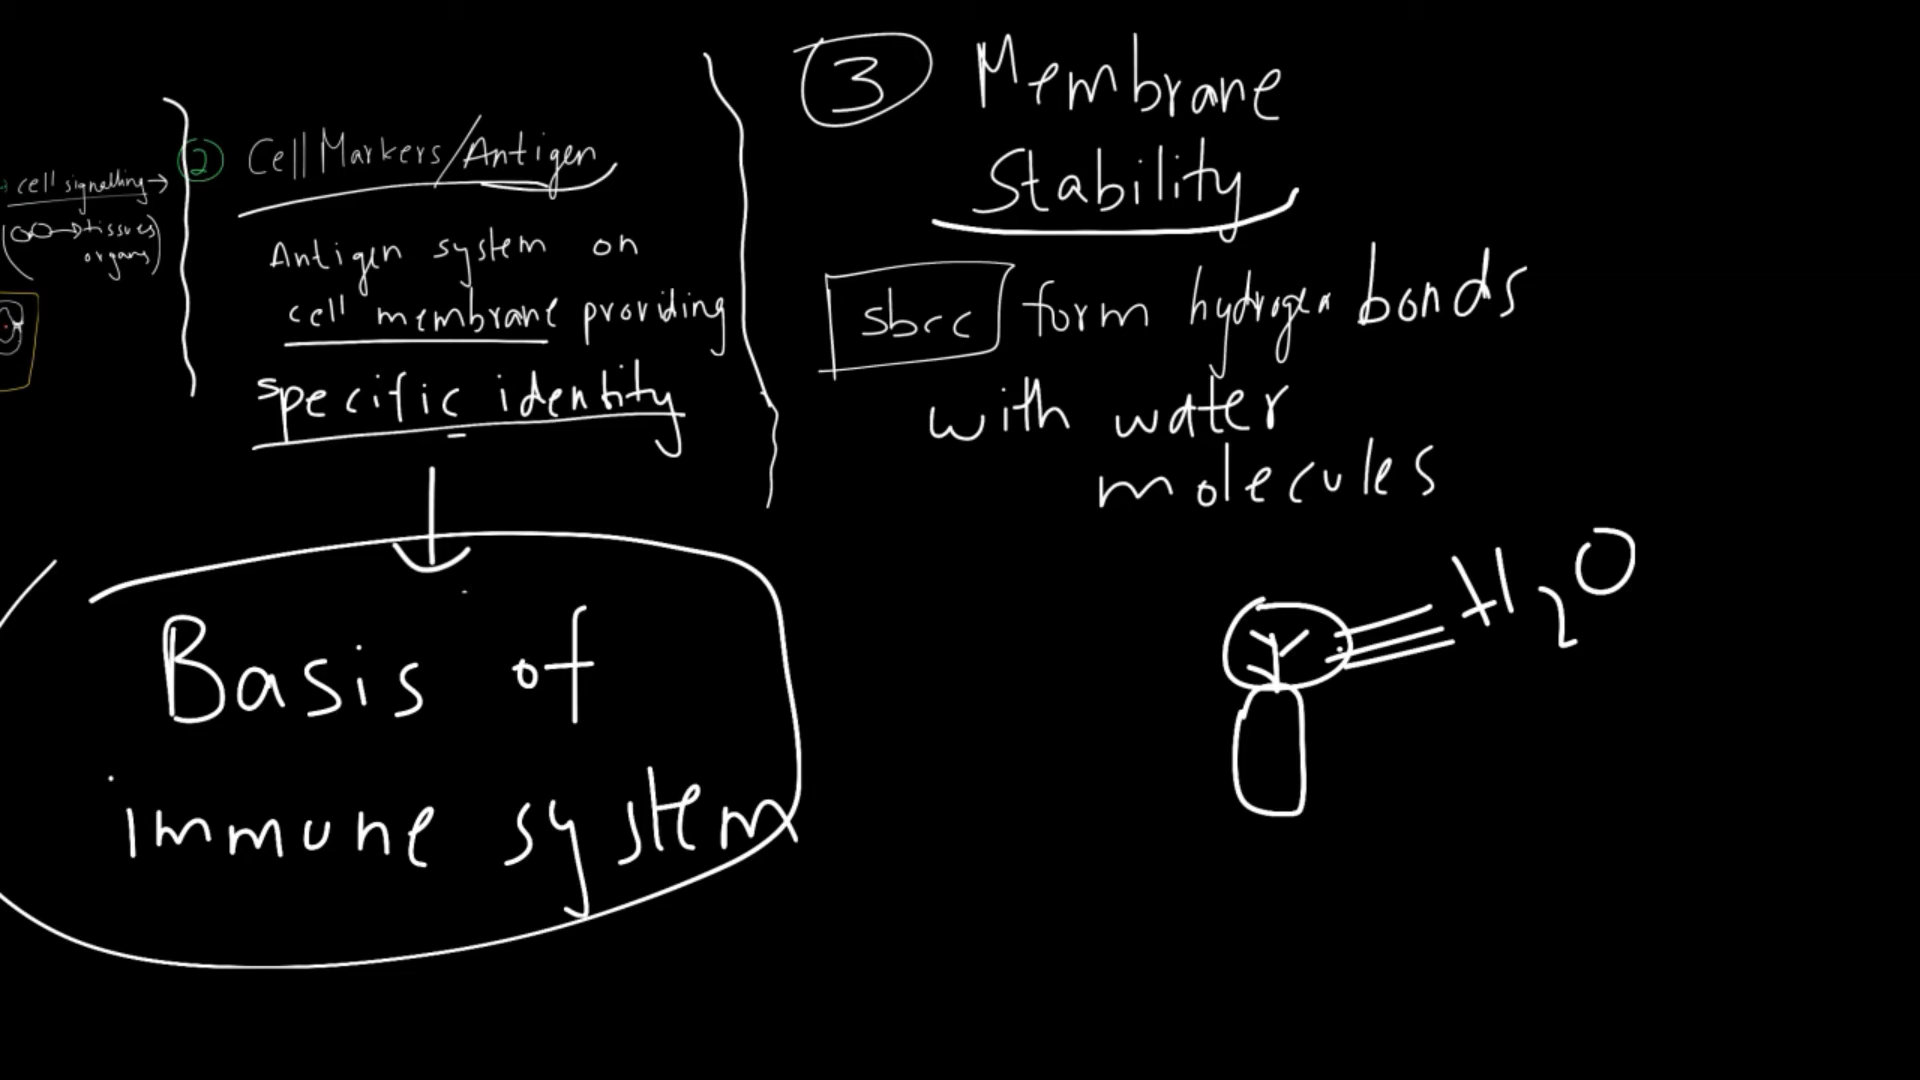 cell signalling →
→ tissues
organs
2 Cell Markers/Antigen
Antigen system on
cell membrane providing
specific identity
Basis of
immune system
3 Membrane
Stability
sbcc form hydrogen bonds
with water
molecules
H2O